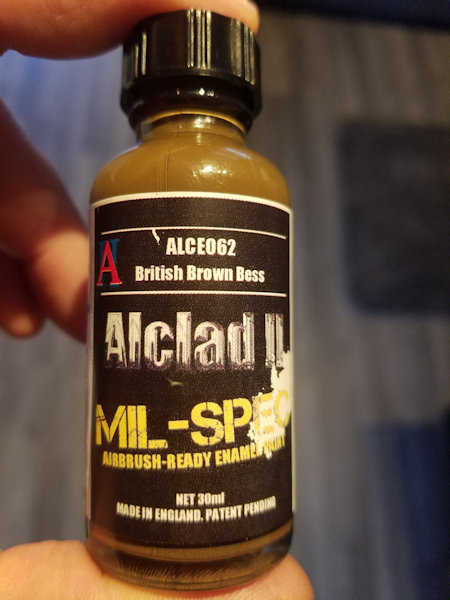 ALCE062
A
British Brown Bess
Alclad II
MIL-SPEC
AIRBRUSH-READY ENAMEL PAINT
NET 30ml
MADE IN ENGLAND. PATENT PENDING